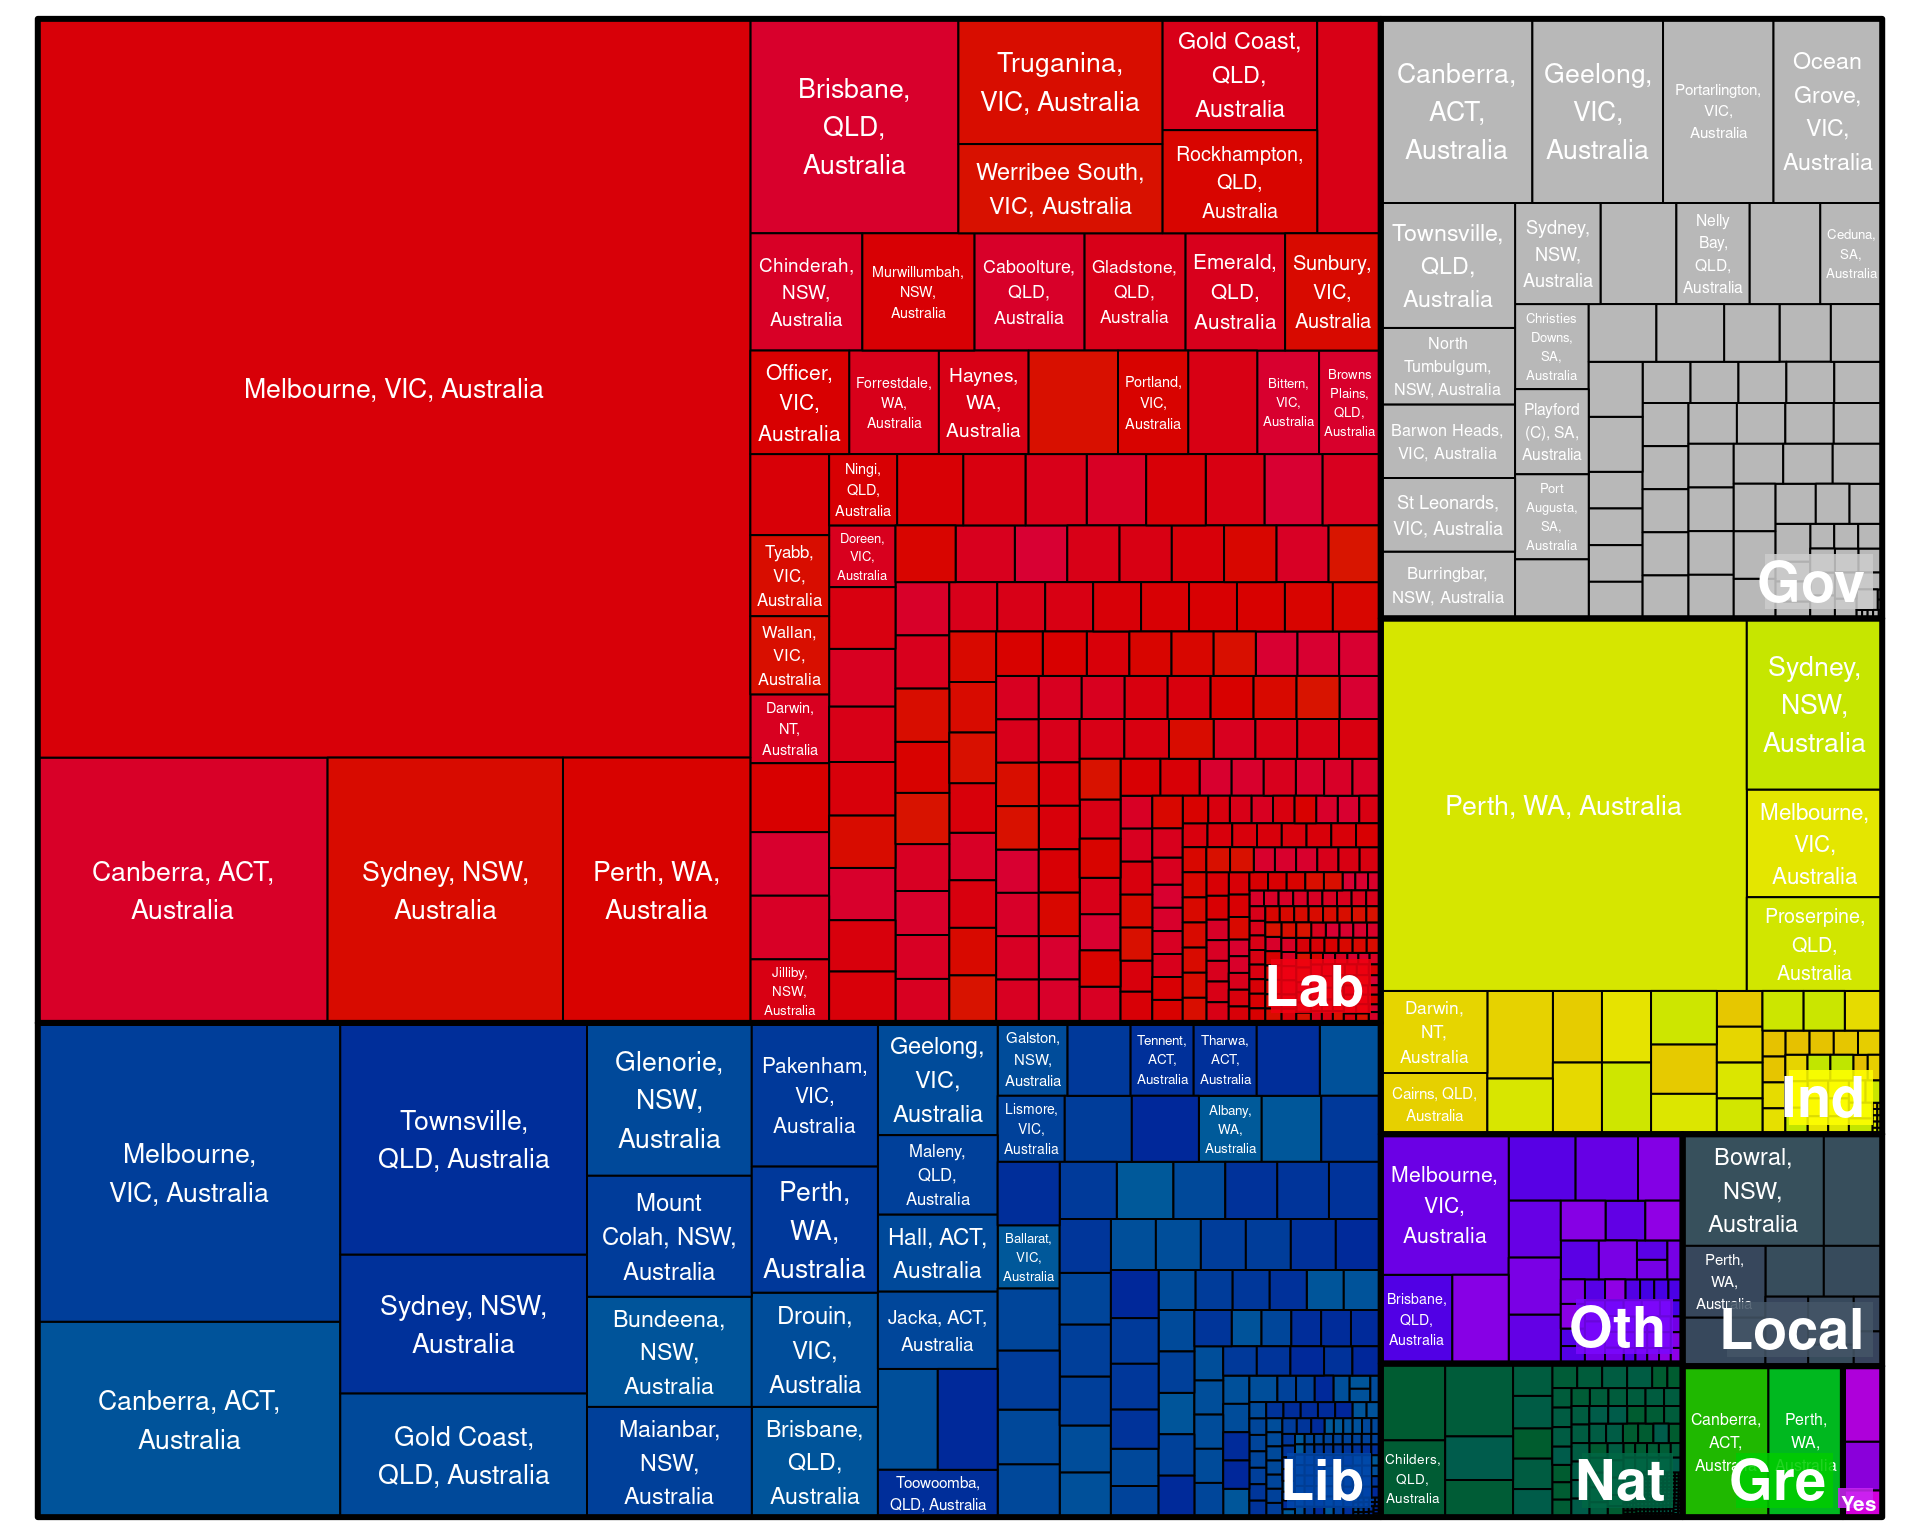 Melbourne, VIC, Australia
Canberra, ACT,
Australia
Sydney, NSW,
Australia
Perth, WA,
Australia
Brisbane,
QLD,
Australia
Truganina,
VIC, Australia
Werribee South,
VIC, Australia
Gold Coast,
QLD,
Australia
Rockhampton,
QLD,
Australia
Chinderah,
NSW,
Australia
Murwillumbah,
NSW,
Australia
Caboolture,
QLD,
Australia
Gladstone,
QLD,
Australia
Emerald,
QLD,
Australia
Sunbury,
VIC,
Australia
Officer,
VIC,
Australia
Forrestdale,
WA,
Australia
Haynes,
WA,
Australia
Portland,
VIC,
Australia
Bittern,
VIC,
Australia
Browns
Plains,
QLD,
Australia
Ningi,
QLD,
Australia
Tyabb,
VIC,
Australia
Doreen,
VIC,
Australia
Wallan,
VIC,
Australia
Darwin,
NT,
Australia
Jilliby,
NSW,
Australia
Lab
Canberra,
ACT,
Australia
Geelong,
VIC,
Australia
Portarlington,
VIC,
Australia
Ocean
Grove,
VIC,
Australia
Townsville,
QLD,
Australia
Sydney,
NSW,
Australia
Nelly
Bay,
QLD,
Australia
Ceduna,
SA,
Australia
North
Tumbulgum,
NSW, Australia
Christies
Downs,
SA,
Australia
Barwon Heads,
VIC, Australia
Playford
(C), SA,
Australia
St Leonards,
VIC, Australia
Port
Augusta,
SA,
Australia
Burringbar,
NSW, Australia
Gov
Perth, WA, Australia
Sydney,
NSW,
Australia
Melbourne,
VIC,
Australia
Proserpine,
QLD,
Australia
Darwin,
NT,
Australia
Cairns, QLD,
Australia
Ind
Melbourne,
VIC, Australia
Canberra, ACT,
Australia
Townsville,
QLD, Australia
Sydney, NSW,
Australia
Gold Coast,
QLD, Australia
Glenorie,
NSW,
Australia
Mount
Colah, NSW,
Australia
Bundeena,
NSW,
Australia
Maianbar,
NSW,
Australia
Pakenham,
VIC,
Australia
Perth,
WA,
Australia
Drouin,
VIC,
Australia
Brisbane,
QLD,
Australia
Geelong,
VIC,
Australia
Maleny,
QLD,
Australia
Hall, ACT,
Australia
Jacka, ACT,
Australia
Toowoomba,
QLD, Australia
Galston,
NSW,
Australia
Tennent,
ACT,
Australia
Tharwa,
ACT,
Australia
Lismore,
VIC,
Australia
Albany,
WA,
Australia
Ballarat,
VIC,
Australia
Lib
Melbourne,
VIC,
Australia
Brisbane,
QLD,
Australia
Oth
Bowral,
NSW,
Australia
Perth,
WA,
Australia
Local
Childers,
QLD,
Australia
Nat
Canberra,
ACT,
Australia
Perth,
WA,
Australia
Gre
Yes